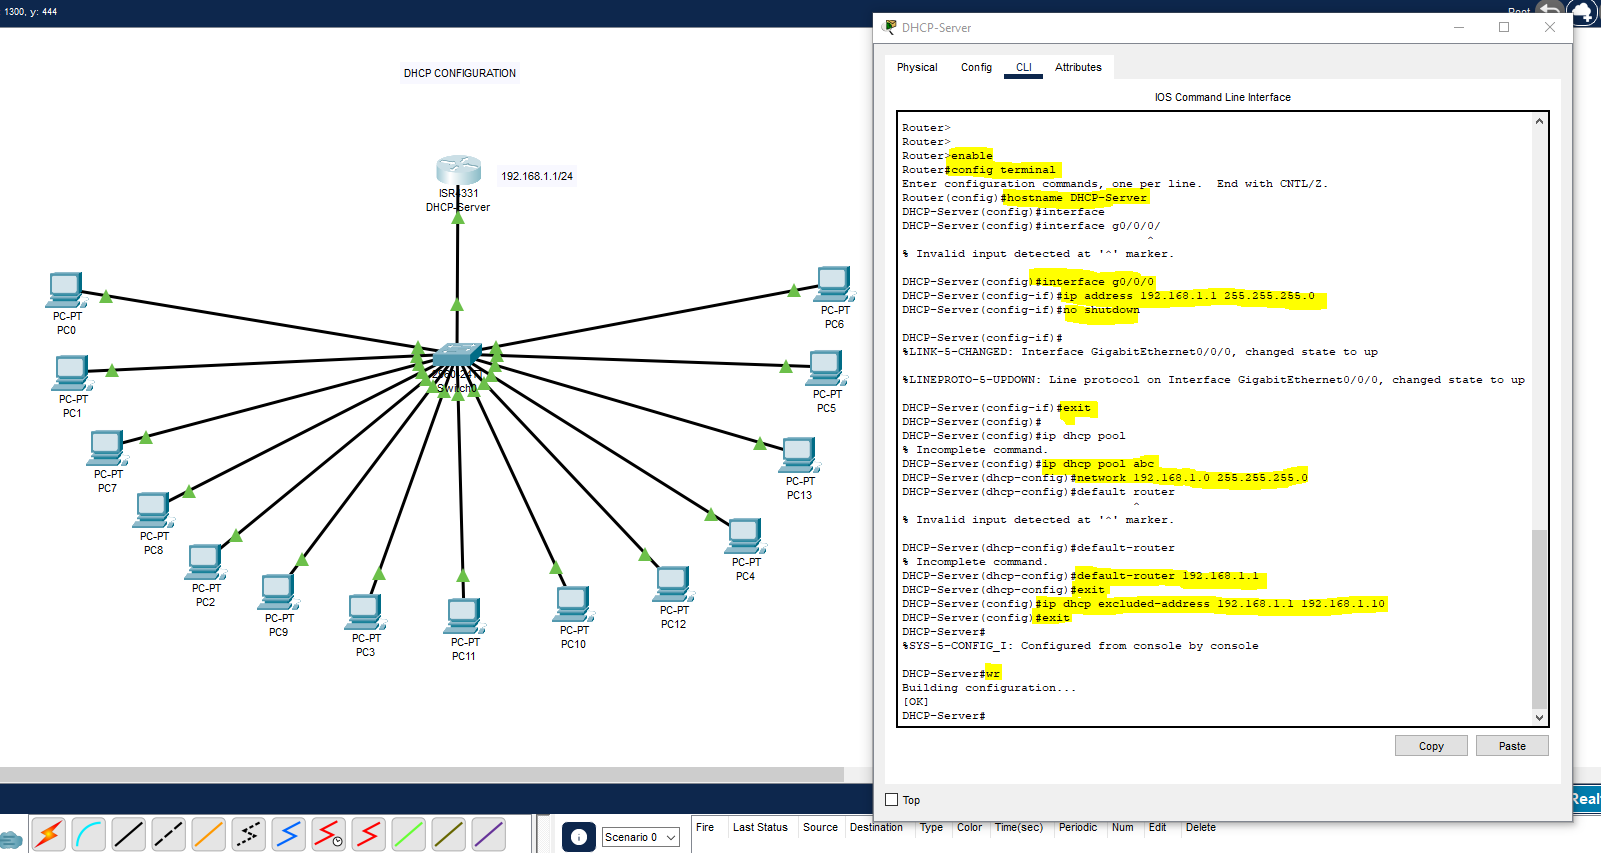 1300, y: 444
Root
DHCP-Server
Physical Config CLI Attributes
IOS Command Line Interface
Router>
Router>
Router>enable
Router#config terminal
Enter configuration commands, one per line.  End with CNTL/Z.
Router(config)#hostname DHCP-Server
DHCP-Server(config)#interface
DHCP-Server(config)#interface g0/0/0/
^
% Invalid input detected at '^' marker.
DHCP-Server(config)#interface g0/0/0
DHCP-Server(config-if)#ip address 192.168.1.1 255.255.255.0
DHCP-Server(config-if)#no shutdown
DHCP-Server(config-if)#
%LINK-5-CHANGED: Interface GigabitEthernet0/0/0, changed state to up
%LINEPROTO-5-UPDOWN: Line protocol on Interface GigabitEthernet0/0/0, changed state to up
DHCP-Server(config-if)#exit
DHCP-Server(config)#
DHCP-Server(config)#ip dhcp pool
% Incomplete command.
DHCP-Server(config)#ip dhcp pool abc
DHCP-Server(dhcp-config)#network 192.168.1.0 255.255.255.0
DHCP-Server(dhcp-config)#default router
^
% Invalid input detected at '^' marker.
DHCP-Server(dhcp-config)#default-router
% Incomplete command.
DHCP-Server(dhcp-config)#default-router 192.168.1.1
DHCP-Server(dhcp-config)#exit
DHCP-Server(config)#ip dhcp excluded-address 192.168.1.1 192.168.1.10
DHCP-Server(config)#exit
DHCP-Server#
%SYS-5-CONFIG_I: Configured from console by console
DHCP-Server#wr
Building configuration...
[OK]
DHCP-Server#
Copy Paste
Top
DHCP CONFIGURATION
192.168.1.1/24
ISR4331
DHCP-Server
Switch0
PC-PT
PC0
PC-PT
PC6
PC-PT
PC1
PC-PT
PC5
PC-PT
PC7
PC-PT
PC13
PC-PT
PC8
PC-PT
PC4
PC-PT
PC2
PC-PT
PC12
PC-PT
PC9
PC-PT
PC10
PC-PT
PC3
PC-PT
PC11
Scenario 0
Fire Last Status Source Destination Type Color Time(sec) Periodic Num Edit Delete